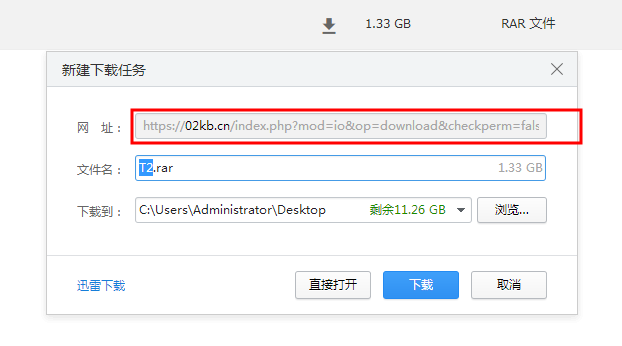 1.33 GB RAR 文件
新建下载任务
网 址： https://02kb.cn/index.php?mod=io&op=download&checkperm=fals
文件名： T2.rar 1.33 GB
下载到： C:\Users\Administrator\Desktop 剩余11.26 GB 浏览...
迅雷下载 直接打开 下载 取消